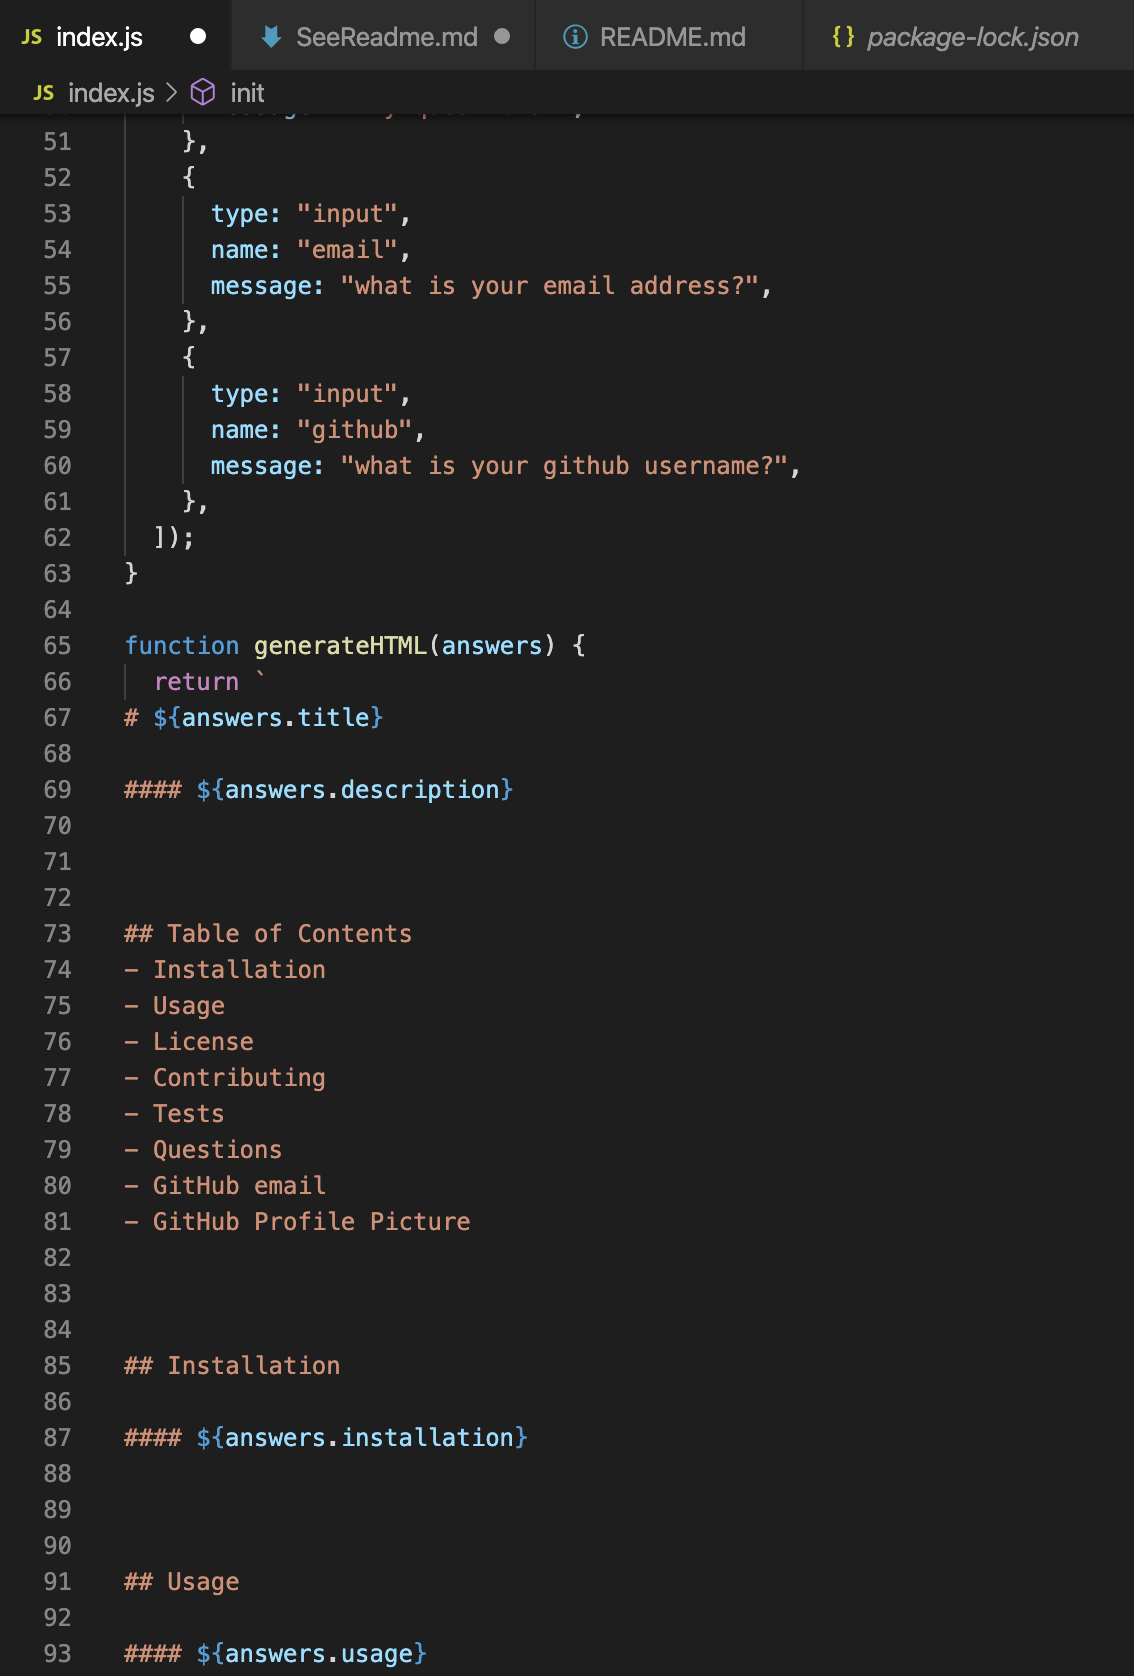 JS index.js SeeReadme.md README.md {} package-lock.json
JS index.js > init
51 },
52 {
53 type: "input",
54 name: "email",
55 message: "what is your email address?",
56 },
57 {
58 type: "input",
59 name: "github",
60 message: "what is your github username?",
61 },
62 ]);
63 }
64
65 function generateHTML(answers) {
66 return `
67 # ${answers.title}
68
69 #### ${answers.description}
70
71
72
73 ## Table of Contents
74 - Installation
75 - Usage
76 - License
77 - Contributing
78 - Tests
79 - Questions
80 - GitHub email
81 - GitHub Profile Picture
82
83
84
85 ## Installation
86
87 #### ${answers.installation}
88
89
90
91 ## Usage
92
93 #### ${answers.usage}